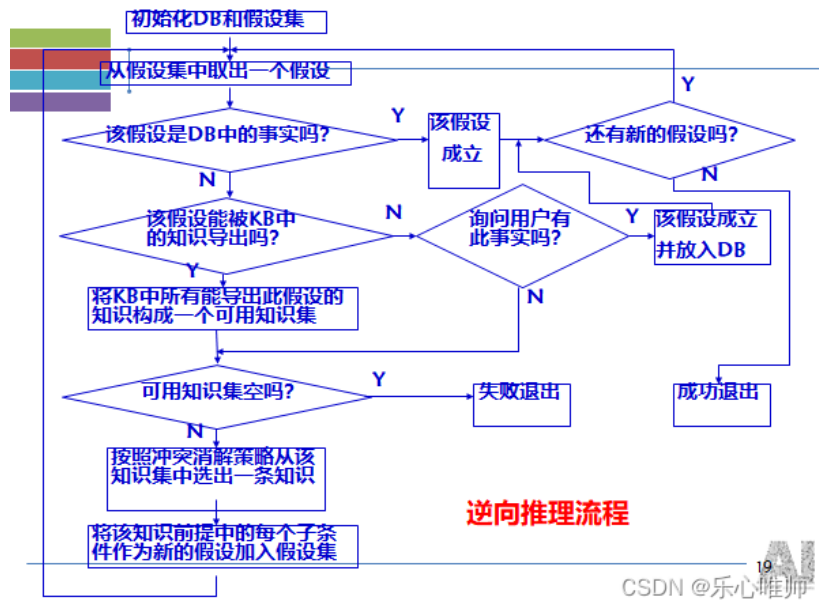 初始化DB和假设集
从假设集中取出一个假设
Y
该假设是DB中的事实吗?
Y
该假设
成立
还有新的假设吗?
N
N
该假设能被KB中
的知识导出吗?
N
询问用户有
此事实吗?
Y
该假设成立
并放入DB
Y
N
将KB中所有能导出此假设的
知识构成一个可用知识集
可用知识集空吗?
Y
失败退出
成功退出
N
按照冲突消解策略从该
知识集中选出一条知识
逆向推理流程
将该知识前提中的每个子条
件作为新的假设加入假设集
19
AI
CSDN @乐心唯帅